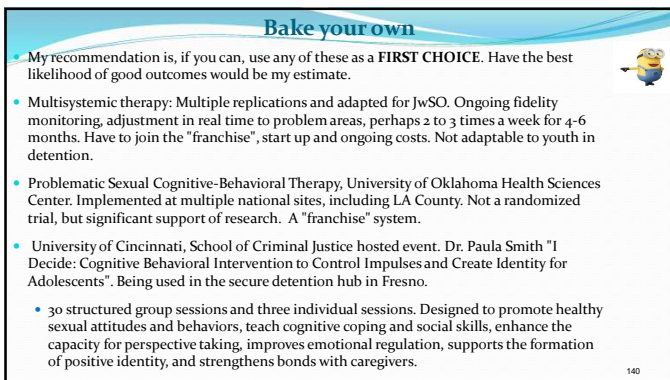 Bake your own
• My recommendation is, if you can, use any of these as a FIRST CHOICE. Have the best
likelihood of good outcomes would be my estimate.
• Multisystemic therapy: Multiple replications and adapted for JwSO. Ongoing fidelity
monitoring, adjustment in real time to problem areas, perhaps 2 to 3 times a week for 4-6
months. Have to join the "franchise", start up and ongoing costs. Not adaptable to youth in
detention.
• Problematic Sexual Cognitive-Behavioral Therapy, University of Oklahoma Health Sciences
Center. Implemented at multiple national sites, including LA County. Not a randomized
trial, but significant support of research. A "franchise" system.
• University of Cincinnati, School of Criminal Justice hosted event. Dr. Paula Smith "I
Decide: Cognitive Behavioral Intervention to Control Impulses and Create Identity for
Adolescents". Being used in the secure detention hub in Fresno.
• 30 structured group sessions and three individual sessions. Designed to promote healthy
sexual attitudes and behaviors, teach cognitive coping and social skills, enhance the
capacity for perspective taking, improves emotional regulation, supports the formation
of positive identity, and strengthens bonds with caregivers.
140